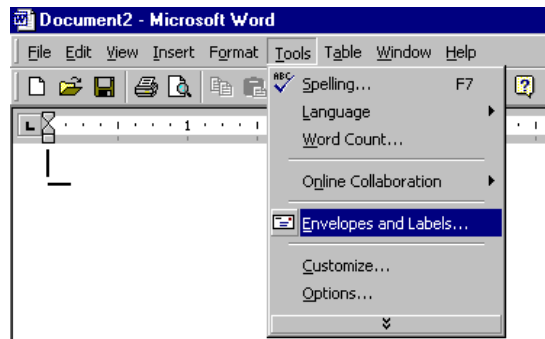 Document2 - Microsoft Word
File Edit View Insert Format Tools Table Window Help
ABC Spelling... F7
Language
1
Word Count...
Online Collaboration
Envelopes and Labels...
Customize...
Options...